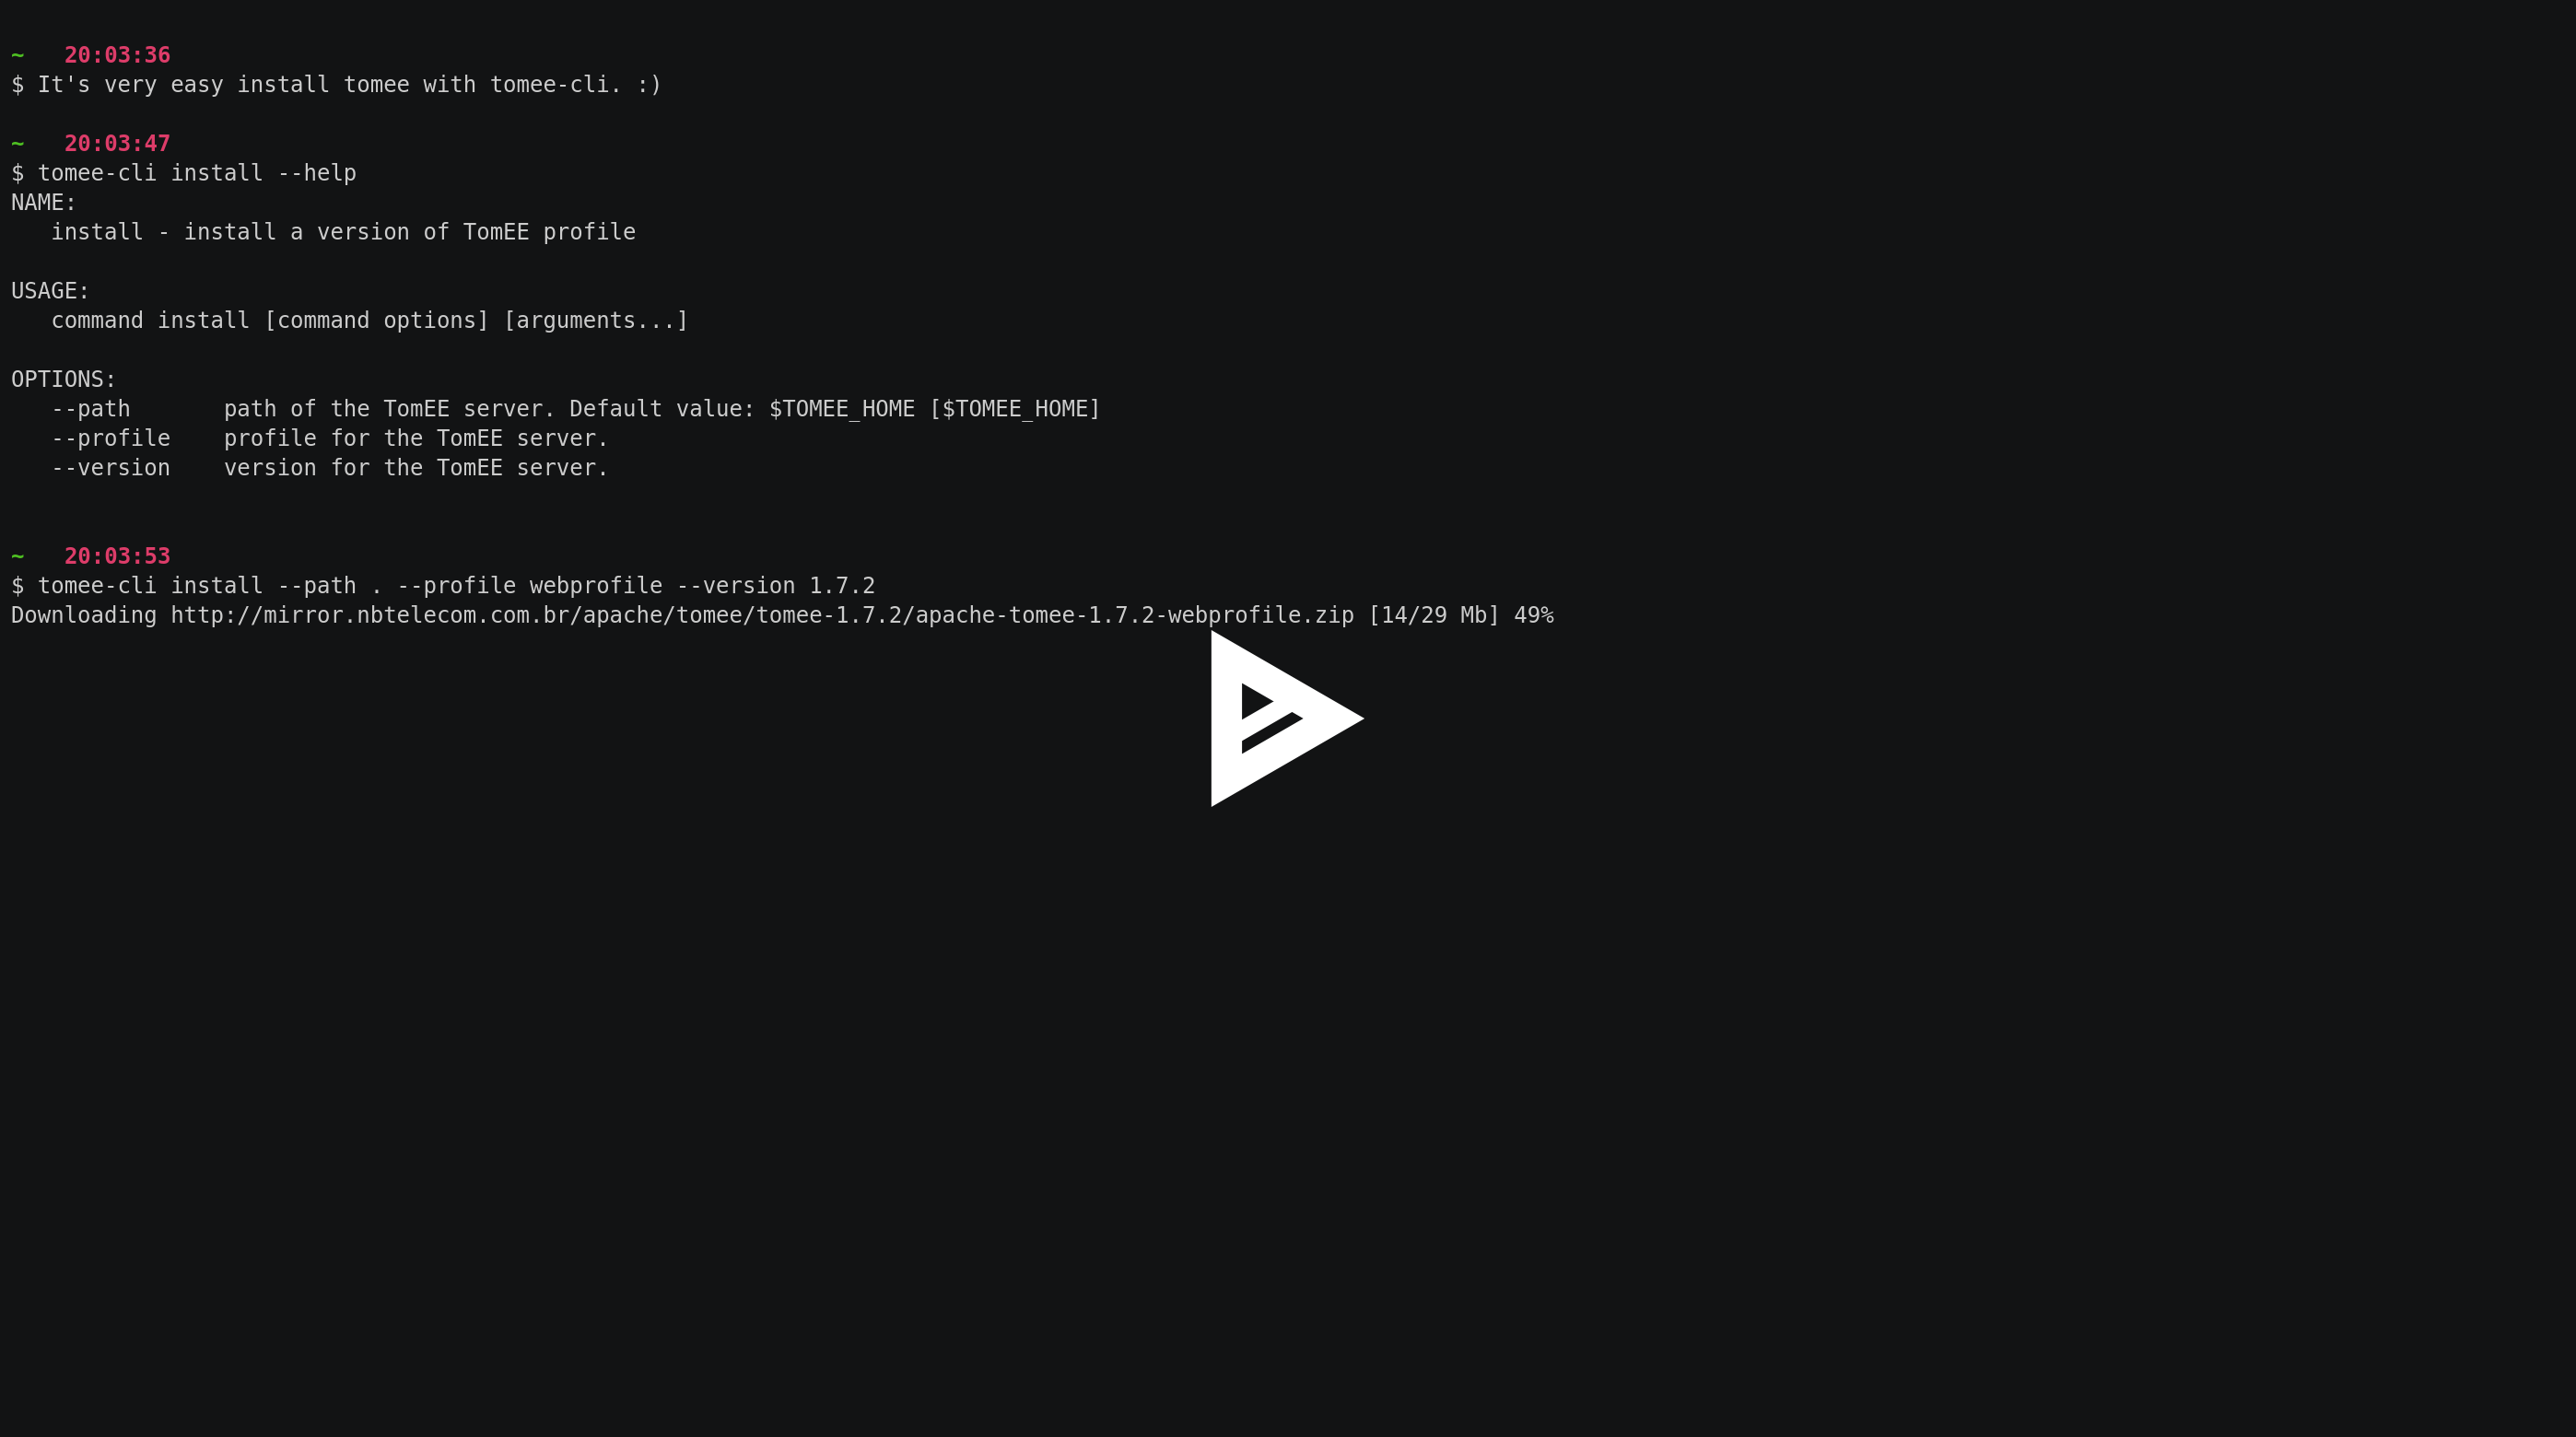 ~   20:03:36
$ It's very easy install tomee with tomee-cli. :)
~   20:03:47
$ tomee-cli install --help
NAME:
   install - install a version of TomEE profile
USAGE:
   command install [command options] [arguments...]
OPTIONS:
   --path       path of the TomEE server. Default value: $TOMEE_HOME [$TOMEE_HOME]
   --profile    profile for the TomEE server.
   --version    version for the TomEE server.
~   20:03:53
$ tomee-cli install --path . --profile webprofile --version 1.7.2
Downloading http://mirror.nbtelecom.com.br/apache/tomee/tomee-1.7.2/apache-tomee-1.7.2-webprofile.zip [14/29 Mb] 49%